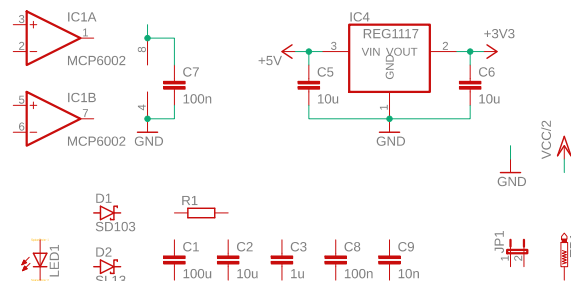 IC1A
3
1
2
MCP6002
8
C7
100n
4
GND
IC1B
5
7
6
MCP6002
IC4
REG1117
+5V
3
VIN
VOUT
GND
2
+3V3
1
C5
10u
C6
10u
GND
VCC/2
GND
D1
SD103
R1
LED1
D2
C1
100u
C2
10u
C3
1u
C8
100n
C9
10n
JP1
1
2